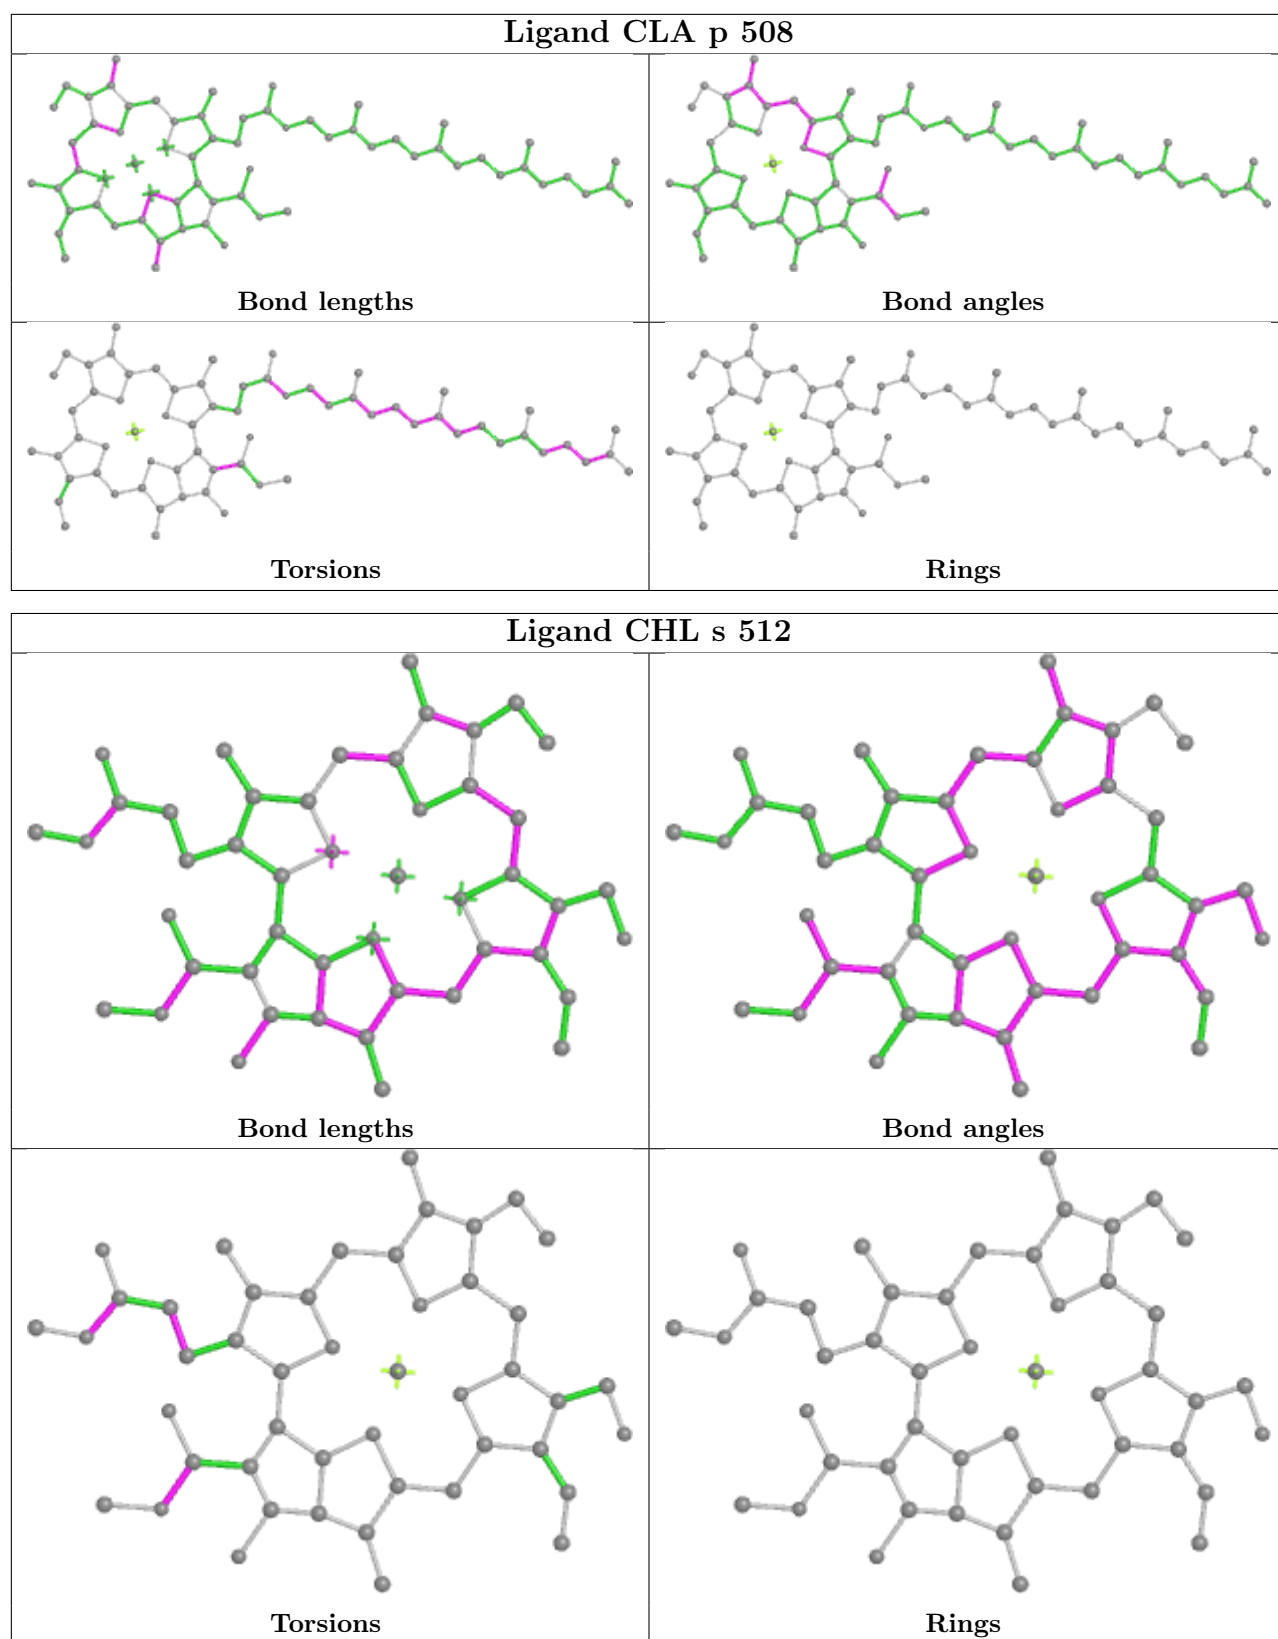 Ligand CLA p 508
Bond lengths
Bond angles
Torsions
Rings
Ligand CHL s 512
Bond lengths
Bond angles
Torsions
Rings